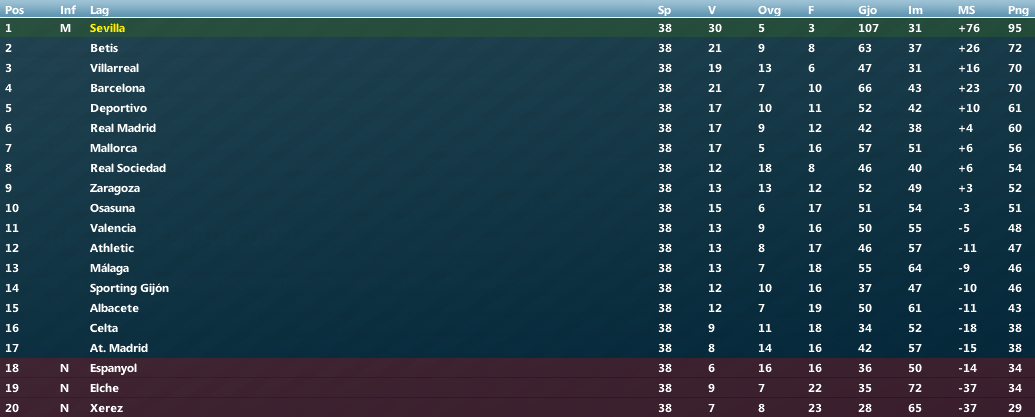 Pos Inf Lag Sp V Ovg F Gjo Im MS Png
1 M Sevilla 38 30 5 3 107 31 +76 95
2 Betis 38 21 9 8 63 37 +26 72
3 Villarreal 38 19 13 6 47 31 +16 70
4 Barcelona 38 21 7 10 66 43 +23 70
5 Deportivo 38 17 10 11 52 42 +10 61
6 Real Madrid 38 17 9 12 42 38 +4 60
7 Mallorca 38 17 5 16 57 51 +6 56
8 Real Sociedad 38 12 18 8 46 40 +6 54
9 Zaragoza 38 13 13 12 52 49 +3 52
10 Osasuna 38 15 6 17 51 54 -3 51
11 Valencia 38 13 9 16 50 55 -5 48
12 Athletic 38 13 8 17 46 57 -11 47
13 Málaga 38 13 7 18 55 64 -9 46
14 Sporting Gijón 38 12 10 16 37 47 -10 46
15 Albacete 38 12 7 19 50 61 -11 43
16 Celta 38 9 11 18 34 52 -18 38
17 At. Madrid 38 8 14 16 42 57 -15 38
18 N Espanyol 38 6 16 16 36 50 -14 34
19 N Elche 38 9 7 22 35 72 -37 34
20 N Xerez 38 7 8 23 28 65 -37 29